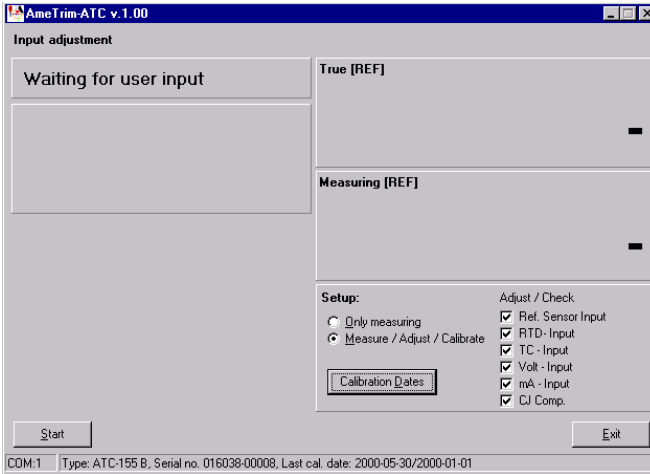 AmeTrim-ATC v.1.00
Input adjustment
Waiting for user input
True [REF]
-
Measuring [REF]
-
Setup:
Only measuring
Measure / Adjust / Calibrate
Calibration Dates
Adjust / Check
Ref. Sensor Input
RTD- Input
TC - Input
Volt - Input
mA - Input
CJ Comp.
Start
Exit
COM:1 Type: ATC-155 B, Serial no. 016038-00008, Last cal. date: 2000-05-30/2000-01-01